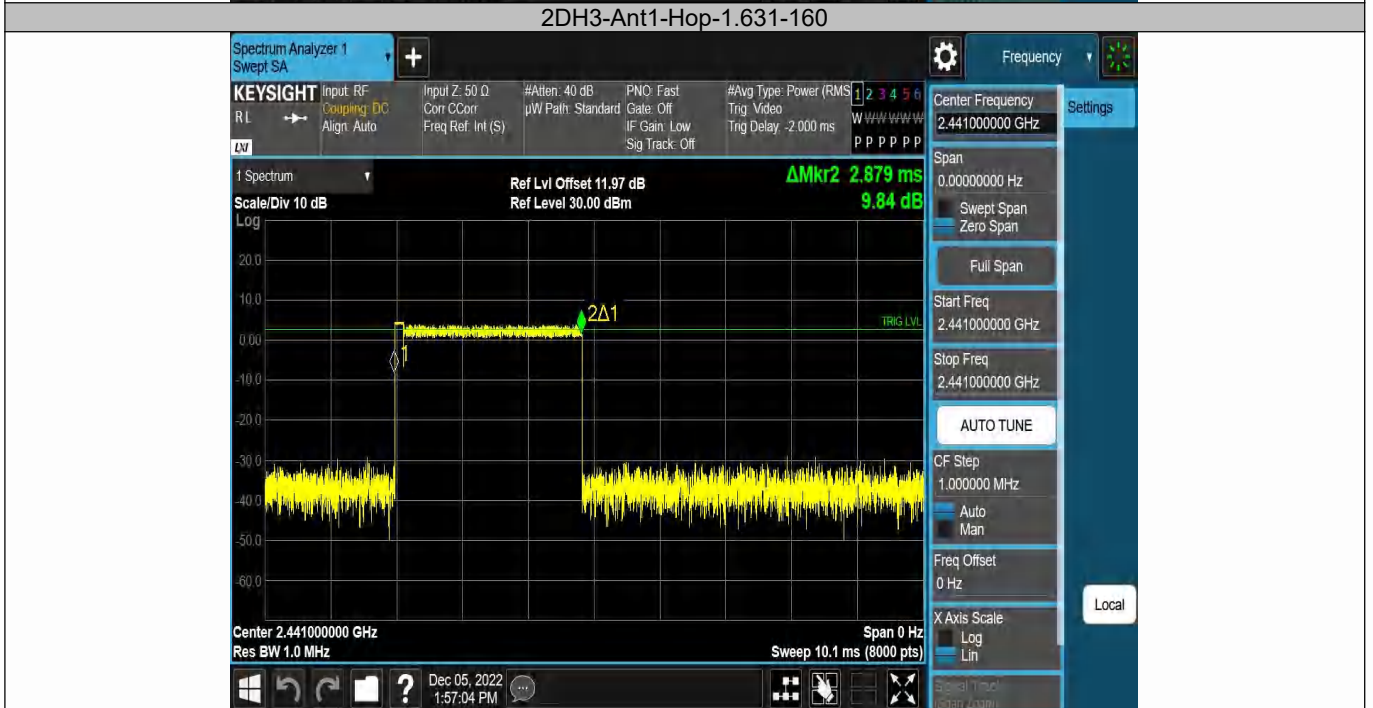 2DH3-Ant1-Hop-1.631-160
Spectrum Analyzer 1
Swept SA
+
Frequency
KEYSIGHT
RL
LXI
Input: RF
Coupling: DC
Align: Auto
Input Z: 50 Ω
Corr CCorr
Freq Ref: Int (S)
#Atten: 40 dB
µW Path: Standard
PNO: Fast
Gate: Off
IF Gain: Low
Sig Track: Off
#Avg Type: Power (RMS
Trig: Video
Trig Delay: -2.000 ms
1 2 3 4 5 6
W W W W W W
P P P P P P
Center Frequency
2.441000000 GHz
Settings
1 Spectrum
Scale/Div 10 dB
Log
Ref Lvl Offset 11.97 dB
Ref Level 30.00 dBm
ΔMkr2 2.879 ms
9.84 dB
Span
0.00000000 Hz
Swept Span
Zero Span
Full Span
Start Freq
2.441000000 GHz
Stop Freq
2.441000000 GHz
AUTO TUNE
CF Step
1.000000 MHz
Auto
Man
Freq Offset
0 Hz
X Axis Scale
Log
Lin
Local
20.0
10.0
0.00
-10.0
-20.0
-30.0
-40.0
-50.0
-60.0
2Δ1
1
TRIG LVL
Center 2.441000000 GHz
Res BW 1.0 MHz
Span 0 Hz
Sweep 10.1 ms (8000 pts)
?
Dec 05, 2022
1:57:04 PM